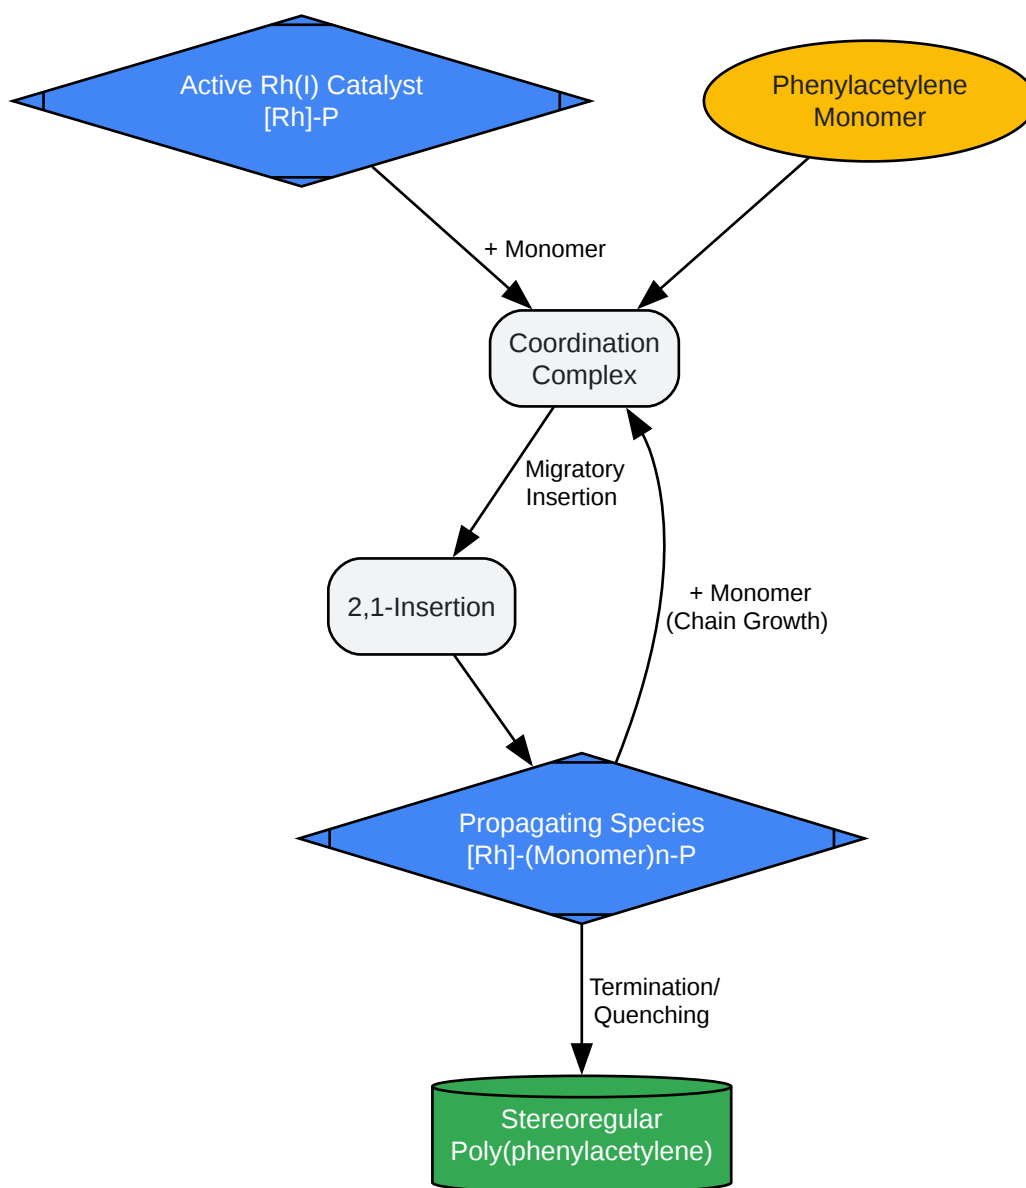 Active Rh(I) Catalyst
[Rh]-P
Phenylacetylene
Monomer
+ Monomer
Coordination
Complex
Migratory
Insertion
2,1-Insertion
+ Monomer
(Chain Growth)
Propagating Species
[Rh]-(Monomer)n-P
Termination/
Quenching
Stereoregular
Poly(phenylacetylene)